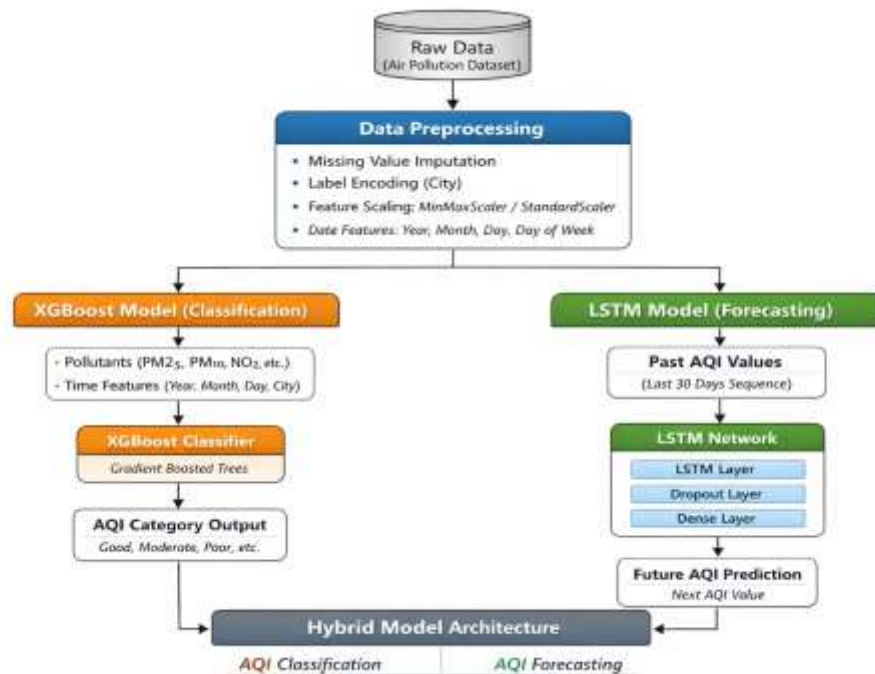 Raw Data
(Air Pollution Dataset)
Data Preprocessing
• Missing Value Imputation
• Label Encoding (City)
• Feature Scaling: MinMaxScaler / StandardScaler
• Date Features: Year, Month, Day, Day of Week
XGBoost Model (Classification)
- Pollutants (PM2₅, PM₁₀, NO₂, etc.)
- Time Features (Year, Month, Day, City)
XGBoost Classifier
Gradient Boosted Trees
AQI Category Output
Good, Moderate, Poor, etc.
LSTM Model (Forecasting)
Past AQI Values
(Last 30 Days Sequence)
LSTM Network
LSTM Layer
Dropout Layer
Dense Layer
Future AQI Prediction
Next AQI Value
Hybrid Model Architecture
AQI Classification
AQI Forecasting